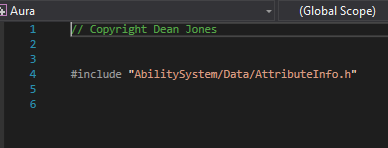 Aura (Global Scope)
1 // Copyright Dean Jones
2
3
4 #include "AbilitySystem/Data/AttributeInfo.h"
5
6